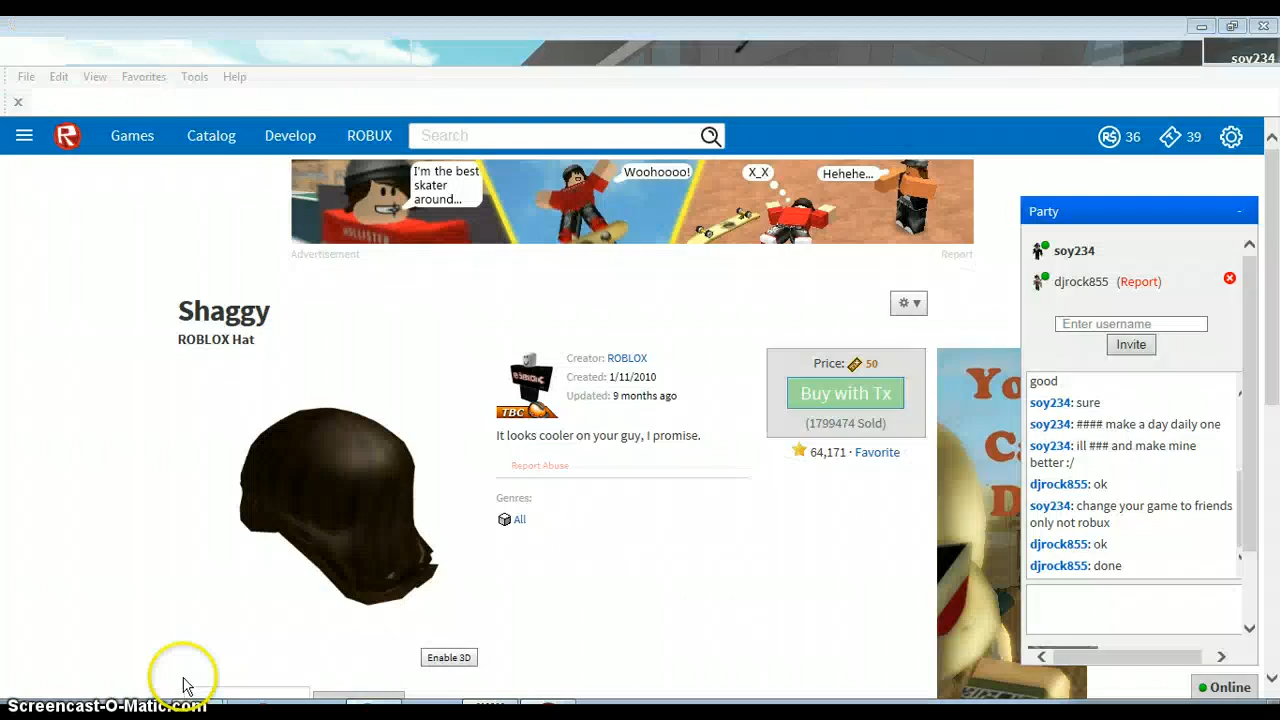 soy234
File Edit View Favorites Tools Help
x
R Games Catalog Develop ROBUX Search R$ 36 39
I'm the best
skater
around...
HOLLISTER
Woohoooo!
X_X
Hehehe...
Advertisement Report
Party -
soy234
djrock855 (Report)
Enter username
Invite
Shaggy
ROBLOX Hat
TBC
Creator: ROBLOX
Created: 1/11/2010
Updated: 9 months ago
It looks cooler on your guy, I promise.
Report Abuse
Genres:
All
Price: 50
Buy with Tx
(1799474 Sold)
64,171 · Favorite
Enable 3D
good
soy234: sure
soy234: #### make a day daily one
soy234: ill ### and make mine
better :/
djrock855: ok
soy234: change your game to friends
only not robux
djrock855: ok
djrock855: done
Online
Screencast-O-Matic.com